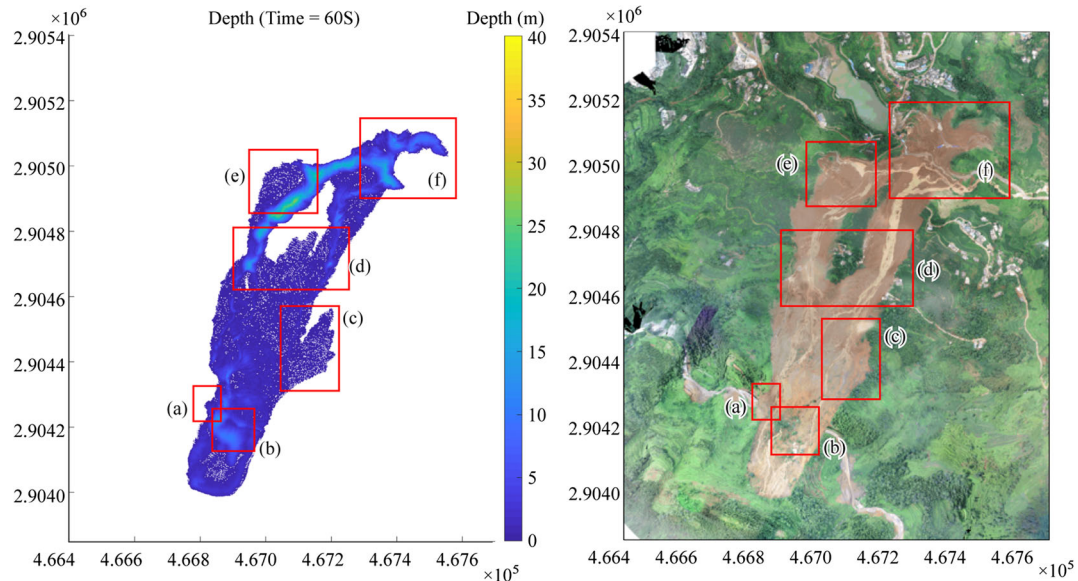 ×10⁶ Depth (Time = 60S) Depth (m) ×10⁶
2.9054
2.9052
2.9050
2.9048
2.9046
2.9044
2.9042
2.9040
4.664 4.666 4.668 4.670 4.672 4.674 4.676
×10⁵
40
35
30
25
20
15
10
5
0
(e)
(f)
(d)
(c)
(a)
(b)
2.9054
2.9052
2.9050
2.9048
2.9046
2.9044
2.9042
2.9040
4.664 4.666 4.668 4.670 4.672 4.674 4.676
×10⁵
(e)
(f)
(d)
(c)
(a)
(b)